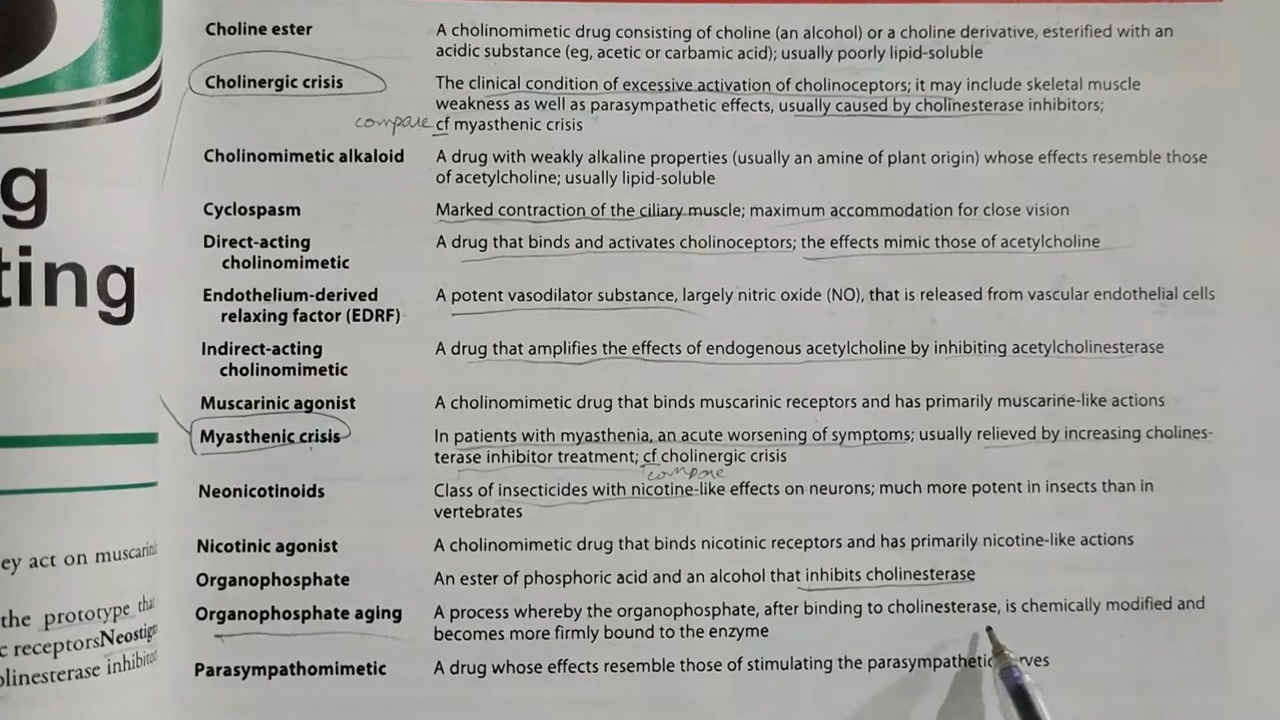 Choline ester A cholinomimetic drug consisting of choline (an alcohol) or a choline derivative, esterified with an
acidic substance (eg, acetic or carbamic acid); usually poorly lipid-soluble
Cholinergic crisis The clinical condition of excessive activation of cholinoceptors; it may include skeletal muscle
weakness as well as parasympathetic effects, usually caused by cholinesterase inhibitors;
compare cf myasthenic crisis
Cholinomimetic alkaloid A drug with weakly alkaline properties (usually an amine of plant origin) whose effects resemble those
of acetylcholine; usually lipid-soluble
Cyclospasm Marked contraction of the ciliary muscle; maximum accommodation for close vision
Direct-acting A drug that binds and activates cholinoceptors; the effects mimic those of acetylcholine
cholinomimetic
Endothelium-derived A potent vasodilator substance, largely nitric oxide (NO), that is released from vascular endothelial cells
relaxing factor (EDRF)
Indirect-acting A drug that amplifies the effects of endogenous acetylcholine by inhibiting acetylcholinesterase
cholinomimetic
Muscarinic agonist A cholinomimetic drug that binds muscarinic receptors and has primarily muscarine-like actions
Myasthenic crisis In patients with myasthenia, an acute worsening of symptoms; usually relieved by increasing cholines-
terase inhibitor treatment; cf cholinergic crisis
compare
Neonicotinoids Class of insecticides with nicotine-like effects on neurons; much more potent in insects than in
vertebrates
Nicotinic agonist A cholinomimetic drug that binds nicotinic receptors and has primarily nicotine-like actions
Organophosphate An ester of phosphoric acid and an alcohol that inhibits cholinesterase
Organophosphate aging A process whereby the organophosphate, after binding to cholinesterase, is chemically modified and
becomes more firmly bound to the enzyme
Parasympathomimetic A drug whose effects resemble those of stimulating the parasympathetic
g
ting
ey act on
the prototype that
c receptors
olinesterase